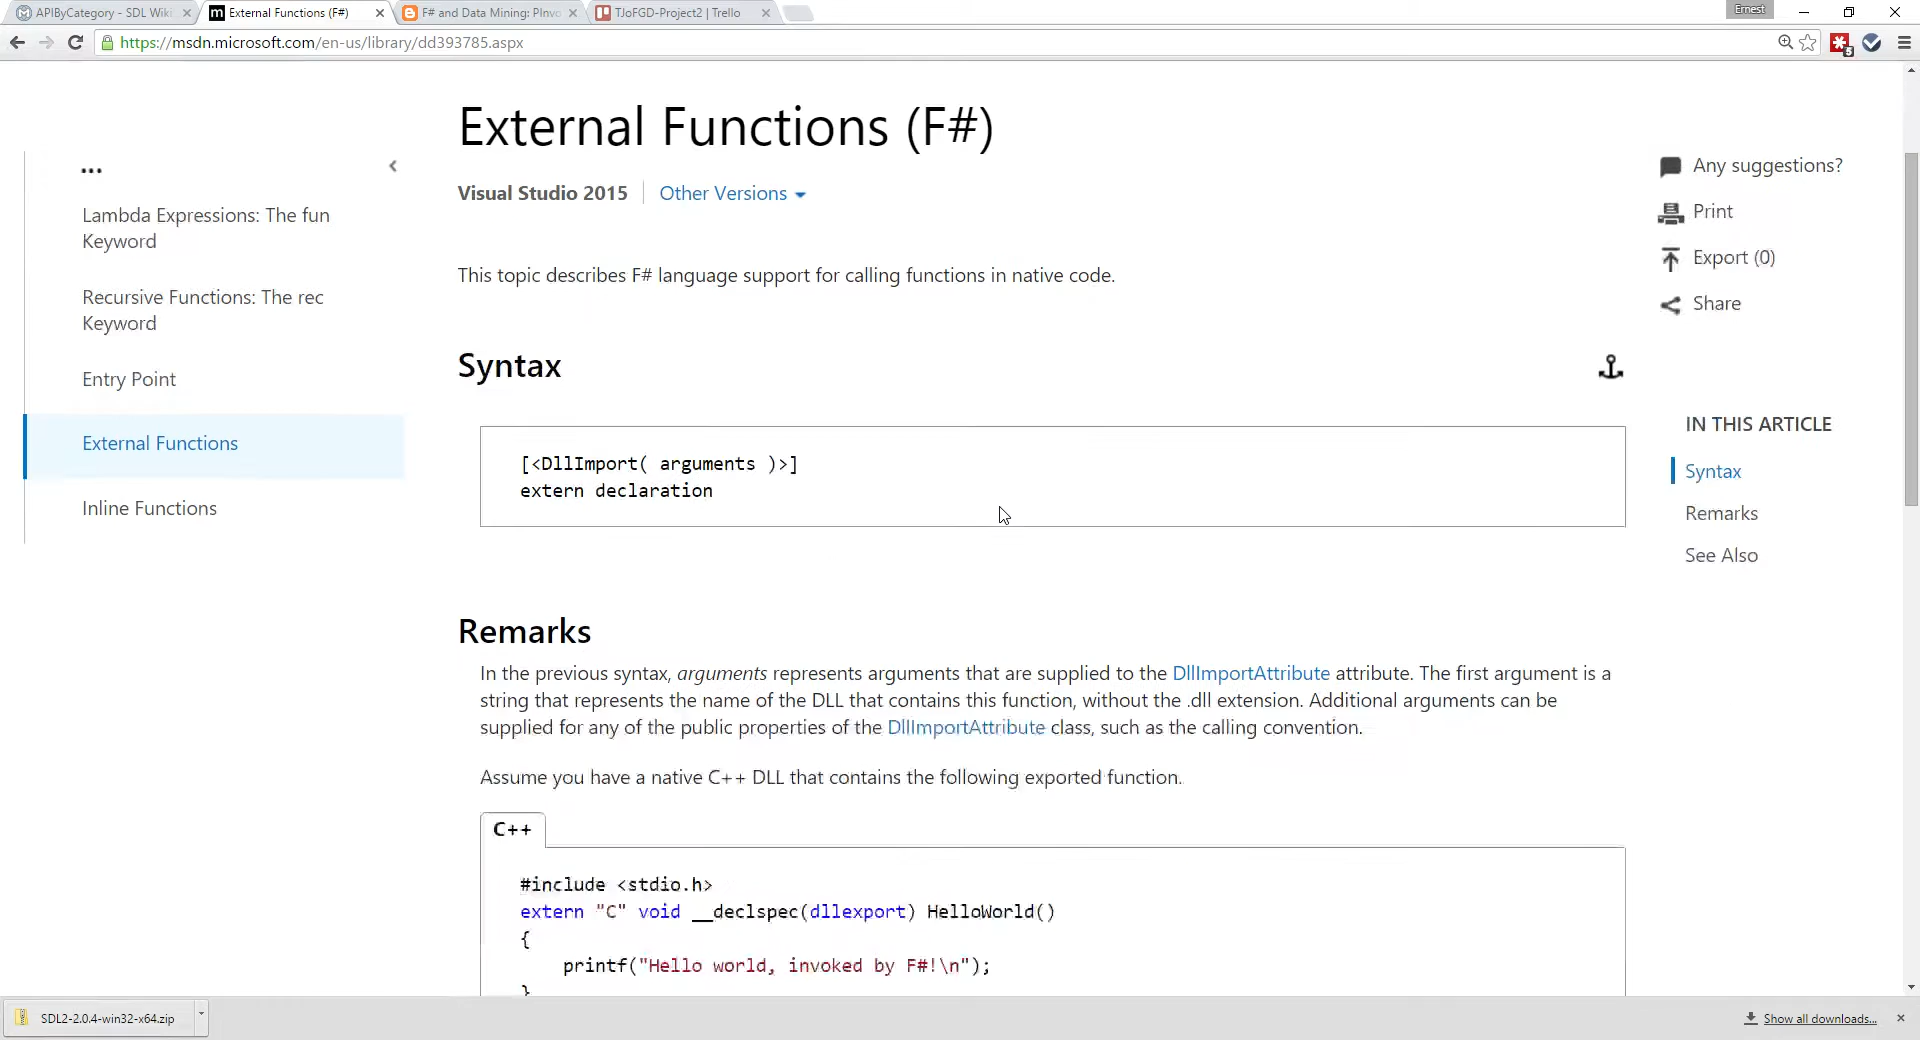 APIByCategory - SDL Wiki
External Functions (F#)
F# and Data Mining: PInvo
TJoFGD-Project2 | Trello
Ernest
https://msdn.microsoft.com/en-us/library/dd393785.aspx
5
External Functions (F#)
...
Visual Studio 2015
Other Versions
Any suggestions?
Print
Export (0)
Share
Lambda Expressions: The fun
Keyword
Recursive Functions: The rec
Keyword
Entry Point
External Functions
Inline Functions
This topic describes F# language support for calling functions in native code.
Syntax
[<DllImport( arguments )>]
extern declaration
IN THIS ARTICLE
Syntax
Remarks
See Also
Remarks
In the previous syntax, arguments represents arguments that are supplied to the DllImportAttribute attribute. The first argument is a
string that represents the name of the DLL that contains this function, without the .dll extension. Additional arguments can be
supplied for any of the public properties of the DllImportAttribute class, such as the calling convention.
Assume you have a native C++ DLL that contains the following exported function.
C++
#include <stdio.h>
extern "C" void __declspec(dllexport) HelloWorld()
{
printf("Hello world, invoked by F#!\n");
}
SDL2-2.0.4-win32-x64.zip
Show all downloads...